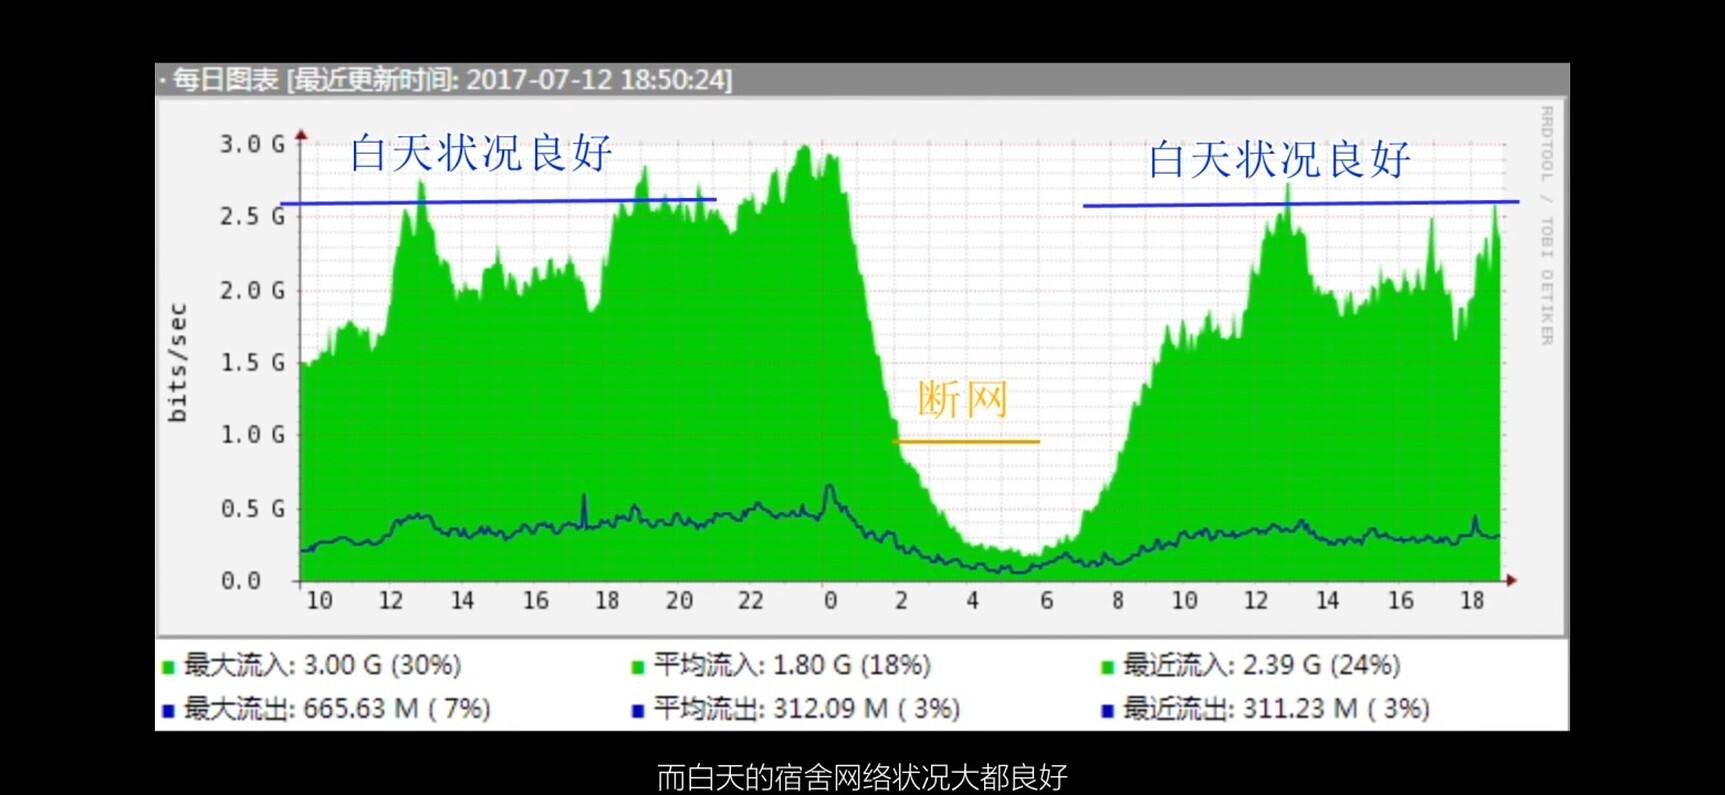 · 每日图表 [最近更新时间: 2017-07-12 18:50:24]
白天状况良好
白天状况良好
断网
bits/sec
3.0 G
2.5 G
2.0 G
1.5 G
1.0 G
0.5 G
0.0
10 12 14 16 18 20 22 0 2 4 6 8 10 12 14 16 18
RRDTOOL / TOBI OETIKER
最大流入: 3.00 G (30%) 平均流入: 1.80 G (18%) 最近流入: 2.39 G (24%)
最大流出: 665.63 M ( 7%) 平均流出: 312.09 M ( 3%) 最近流出: 311.23 M ( 3%)
而白天的宿舍网络状况大都良好